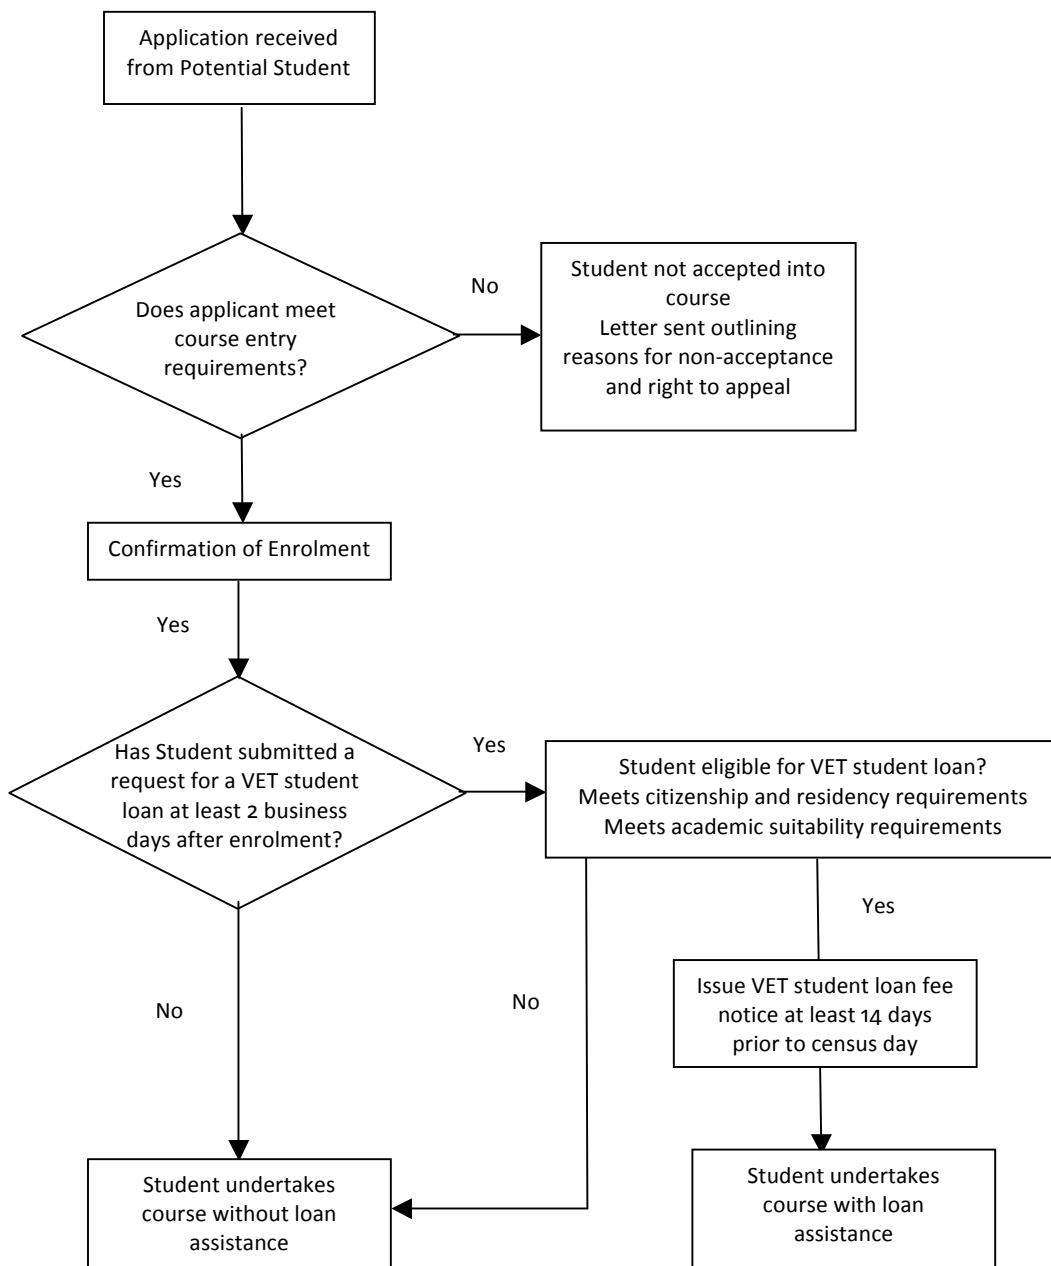 Application received
from Potential Student
Does applicant meet
course entry
requirements?
No
Student not accepted into
course
Letter sent outlining
reasons for non-acceptance
and right to appeal
Yes
Confirmation of Enrolment
Yes
Has Student submitted a
request for a VET student
loan at least 2 business
days after enrolment?
Yes
Student eligible for VET student loan?
Meets citizenship and residency requirements
Meets academic suitability requirements
Yes
No
No
Issue VET student loan fee
notice at least 14 days
prior to census day
Student undertakes
course without loan
assistance
Student undertakes
course with loan
assistance